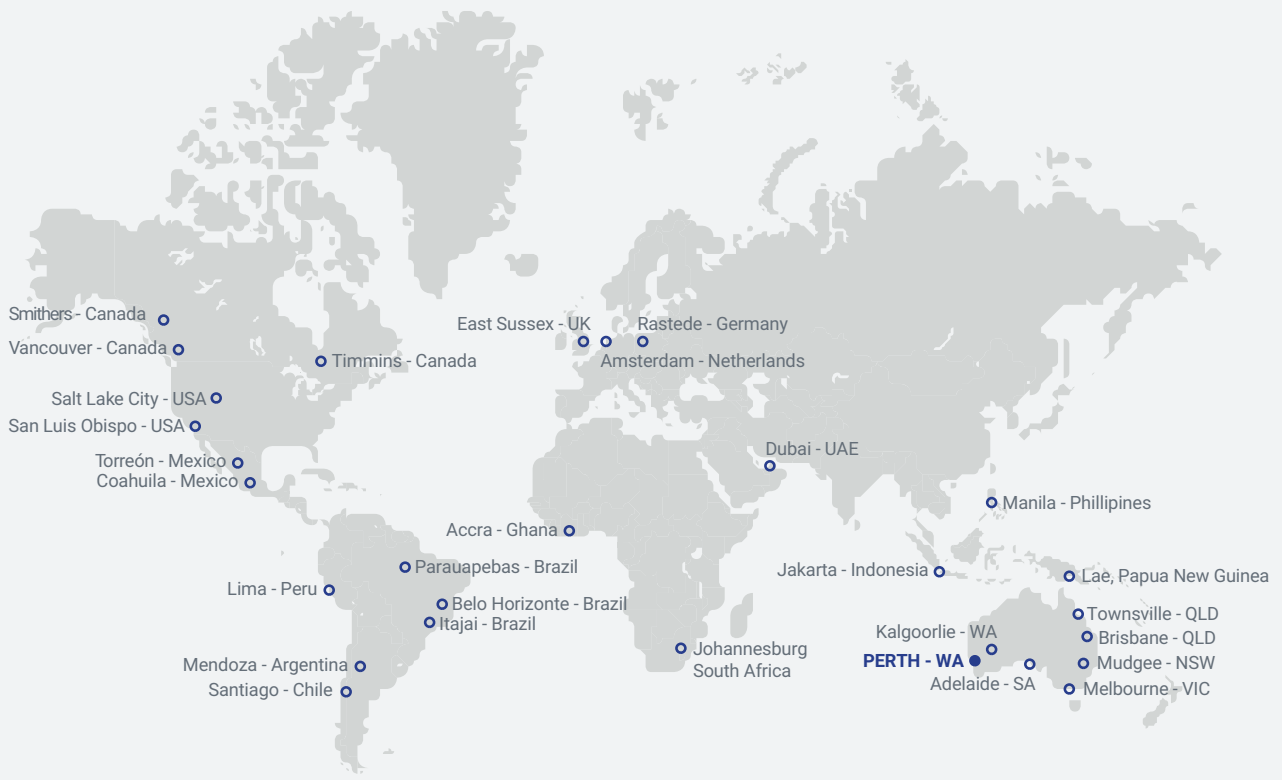 Smithers - Canada
East Sussex - UK
Rastede - Germany
Vancouver - Canada
Timmins - Canada
Amsterdam - Netherlands
Salt Lake City - USA
San Luis Obispo - USA
Dubai - UAE
Torreón - Mexico
Coahuila - Mexico
Manila - Phillipines
Accra - Ghana
Parauapebas - Brazil
Jakarta - Indonesia
Lae, Papua New Guinea
Lima - Peru
Belo Horizonte - Brazil
Itajai - Brazil
Townsville - QLD
Kalgoorlie - WA
Brisbane - QLD
Johannesburg
South Africa
PERTH - WA
Mudgee - NSW
Mendoza - Argentina
Adelaide - SA
Santiago - Chile
Melbourne - VIC